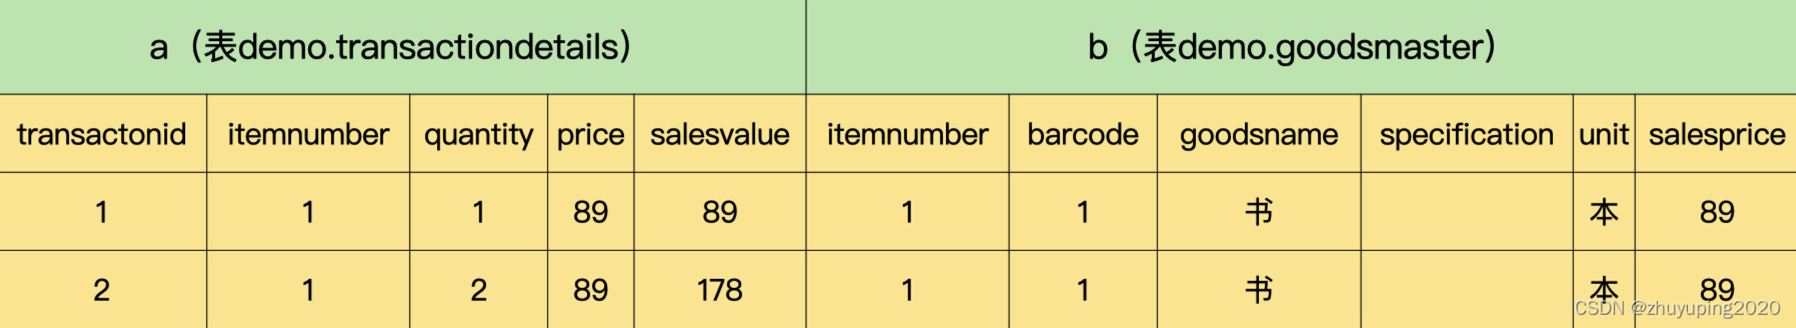 a（表demo.transactiondetails） b（表demo.goodsmaster）
transactonid itemnumber quantity price salesvalue itemnumber barcode goodsname specification unit salesprice
1 1 1 89 89 1 1 书 本 89
2 1 2 89 178 1 1 书 本 89
CSDN @zhuyuping2020